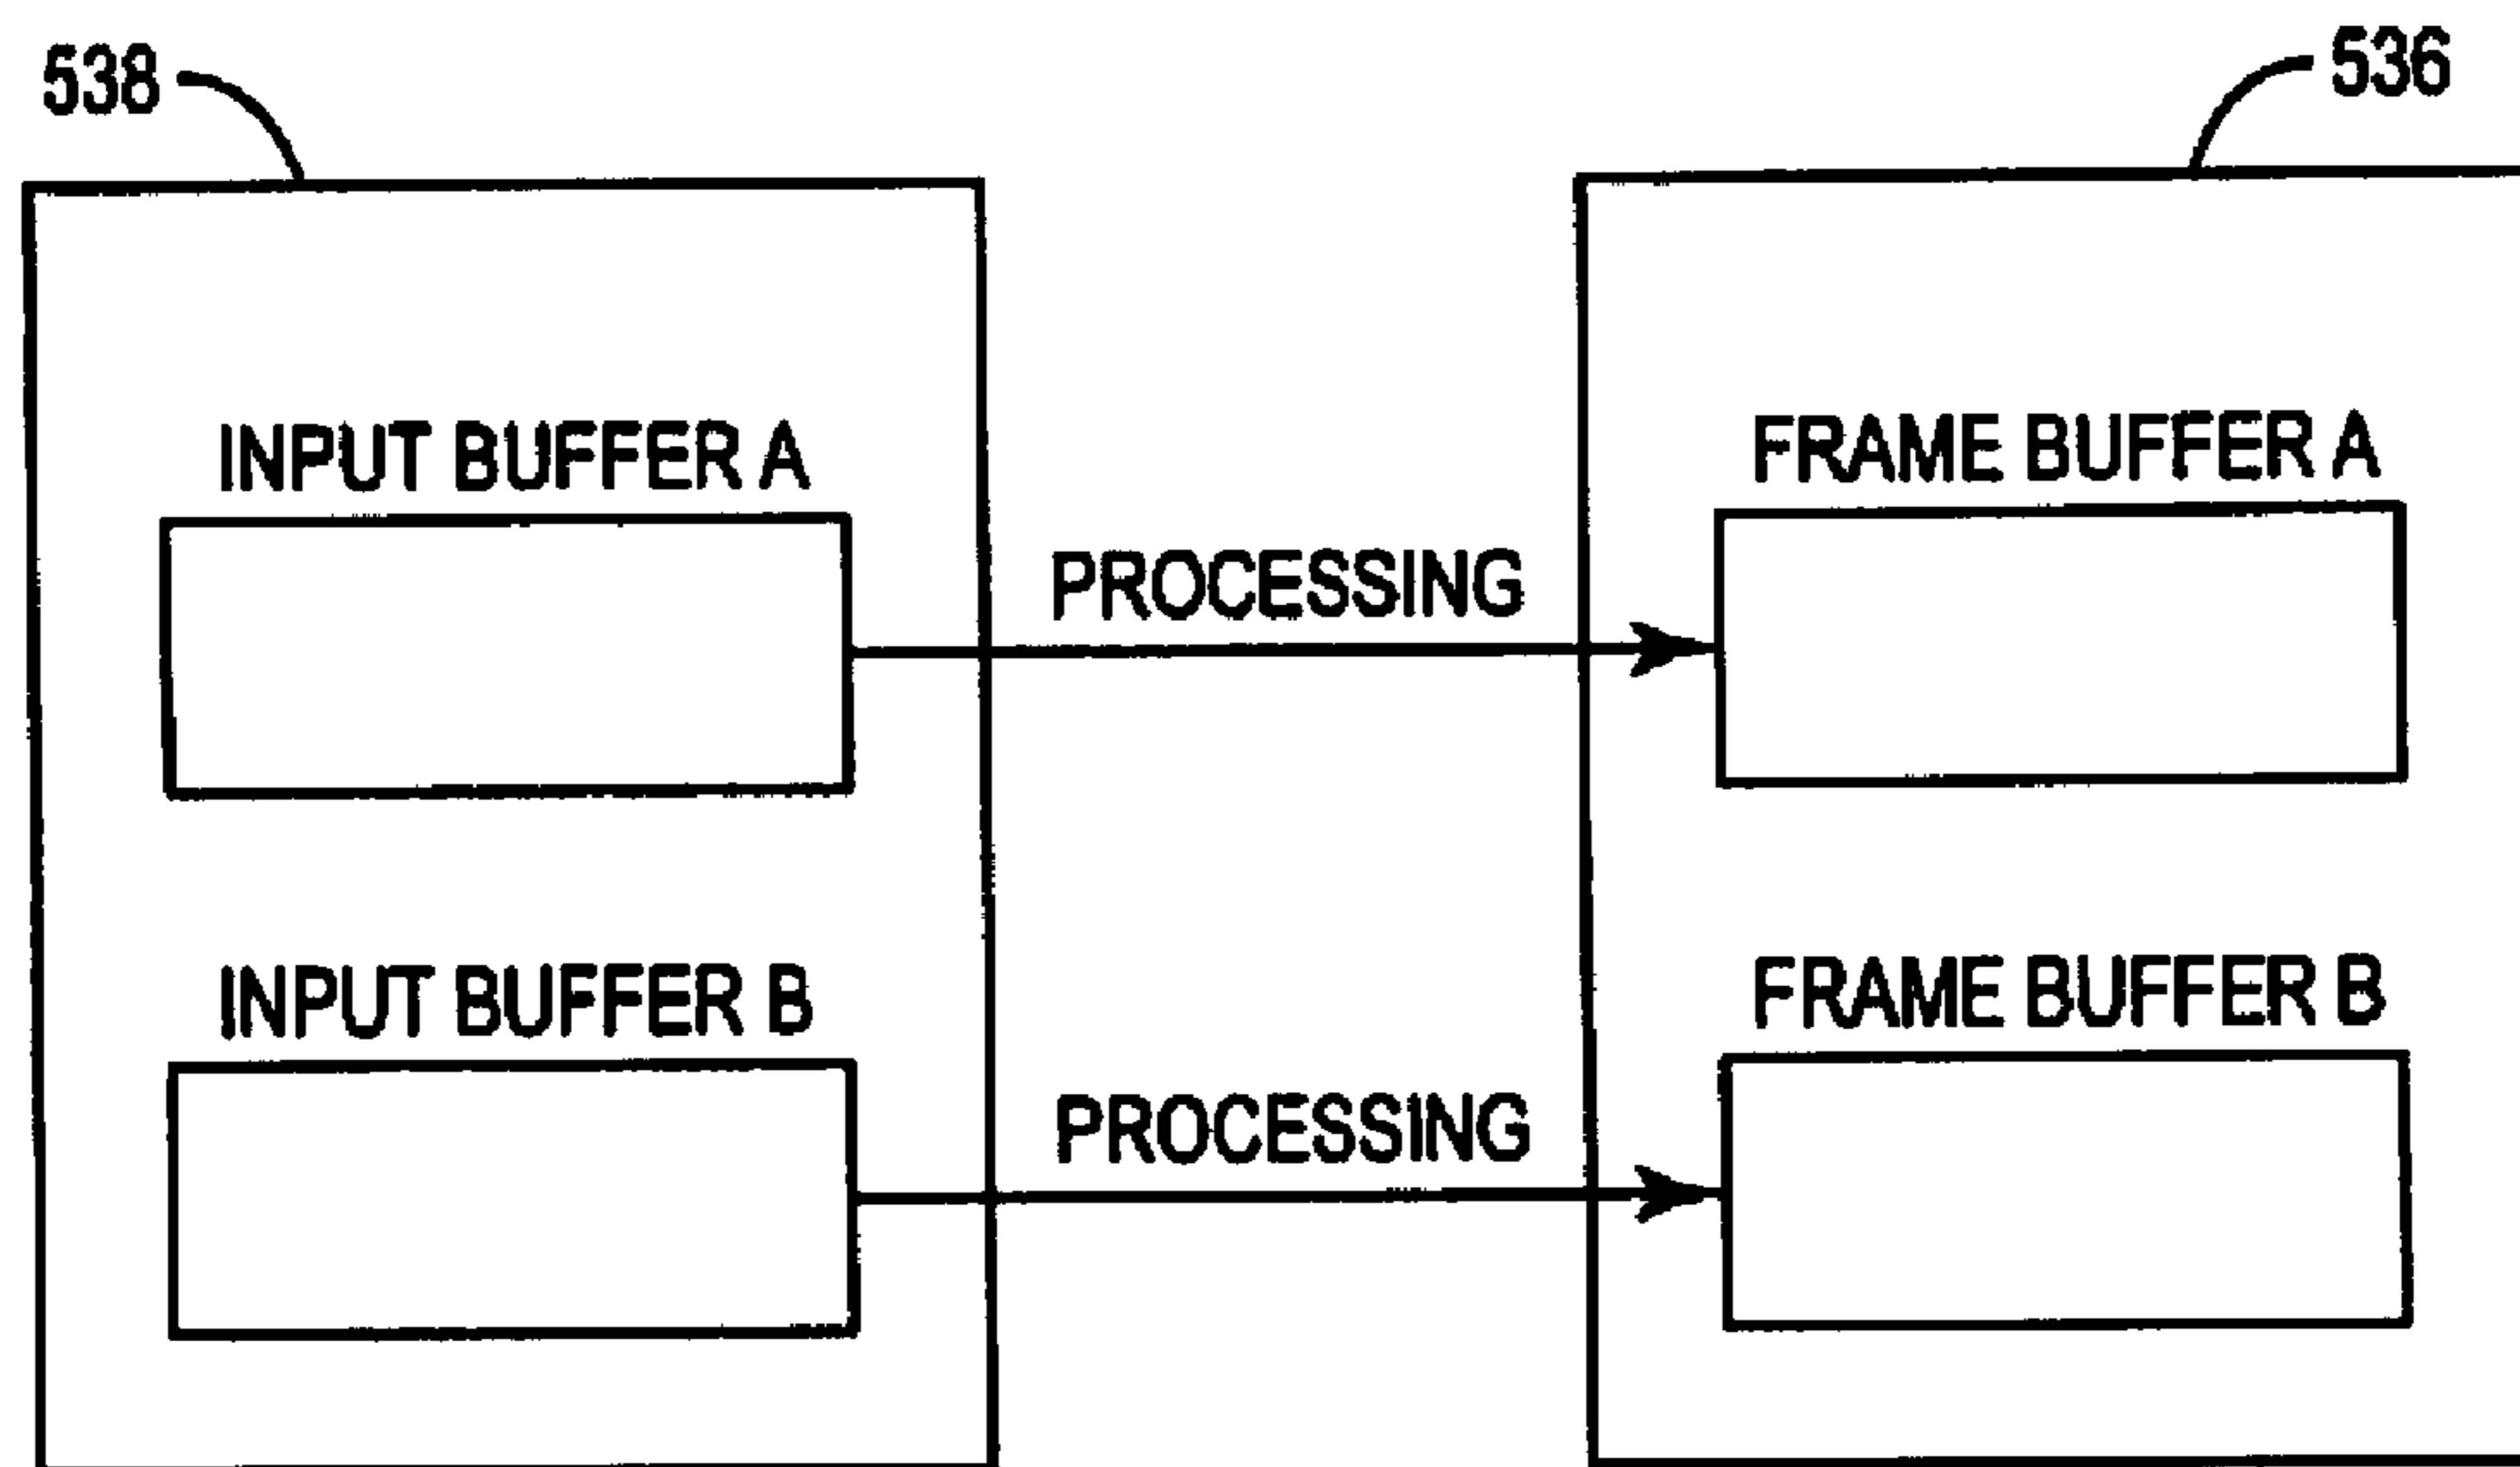 538
536
INPUT BUFFER A
FRAME BUFFER A
PROCESSING
INPUT BUFFER B
FRAME BUFFER B
PROCESSING